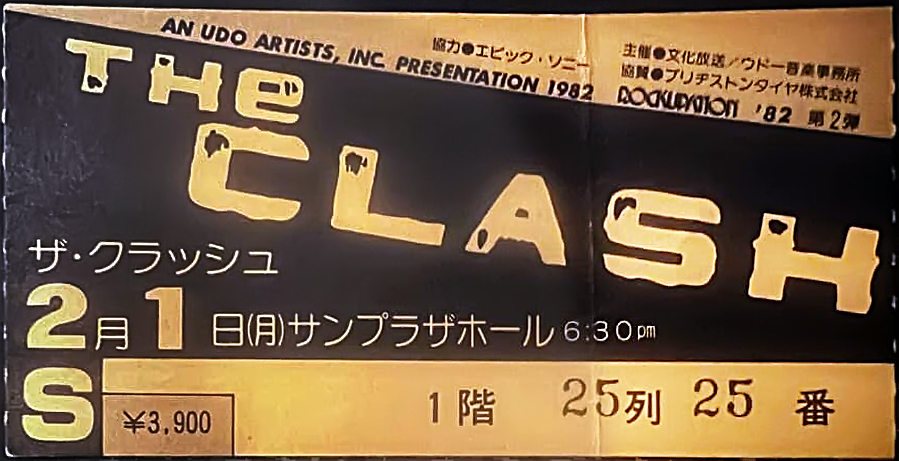 AN UDO ARTISTS, INC. PRESENTATION 1982
協力●エピック・ソニー
主催●文化放送／ウドー音楽事務所
協賛●ブリヂストンタイヤ株式会社
ROCKUPATION '82 第2弾
THe
CLASH
ザ・クラッシュ
2月1日(月)サンプラザホール6:30pm
S
¥3,900
1階 25列 25番